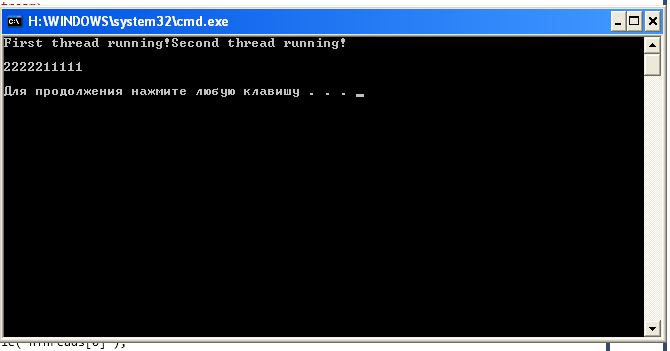 H:\WINDOWS\system32\cmd.exe
First thread running!Second thread running!
2222211111
Для продолжения нажмите любую клавишу . . . _